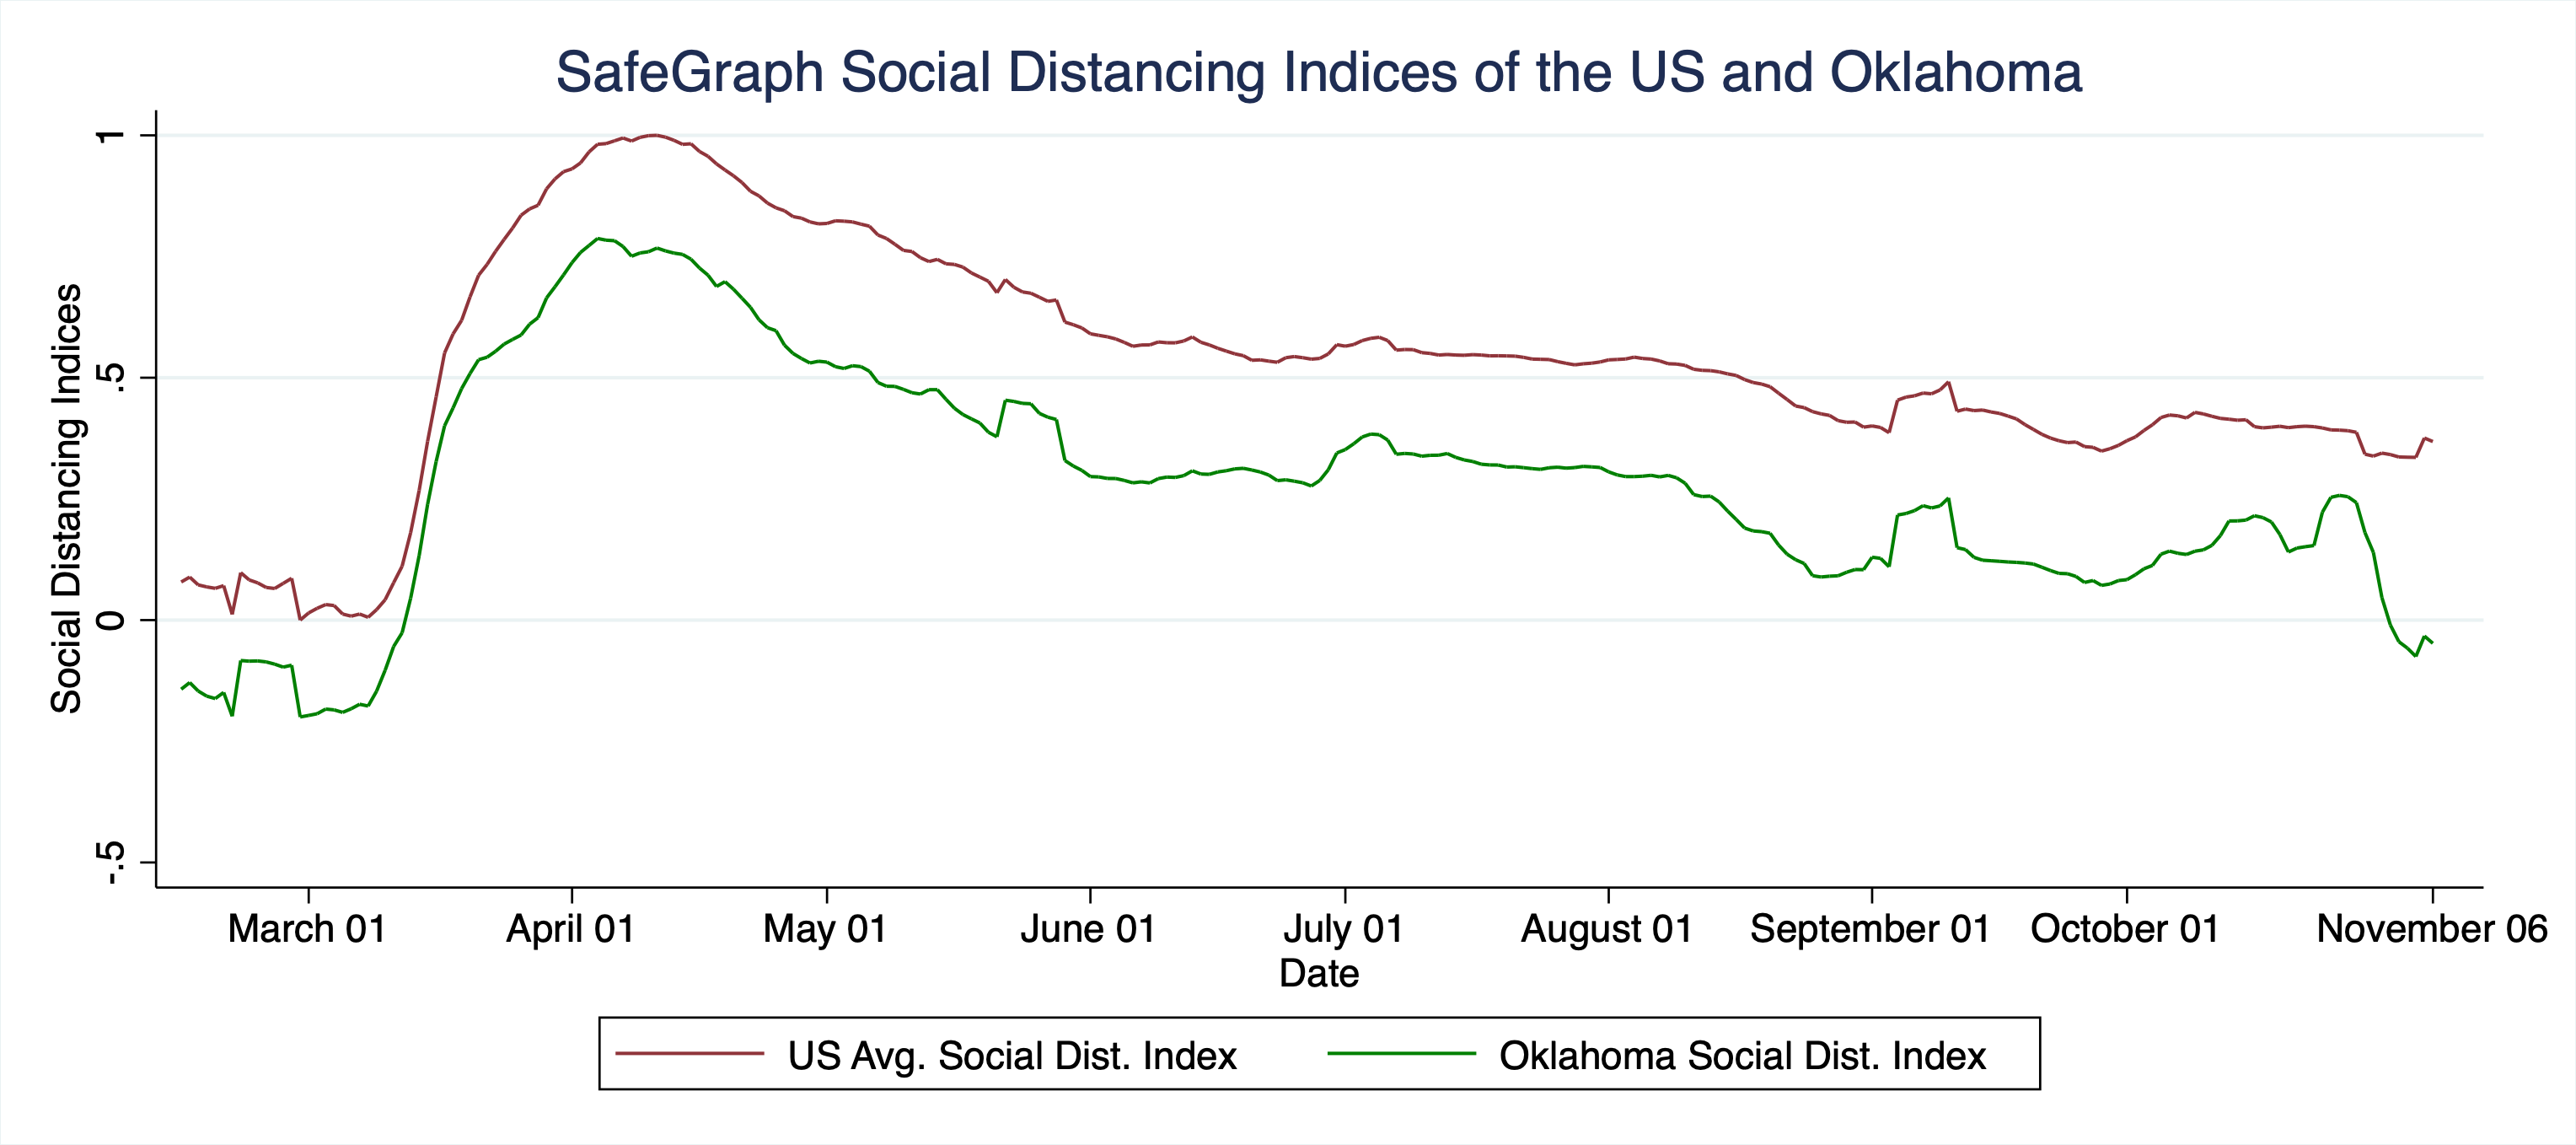 SafeGraph Social Distancing Indices of the US and Oklahoma
Social Distancing Indices
1
.5
0
-.5
March 01 April 01 May 01 June 01 July 01 August 01 September 01 October 01 November 06
Date
US Avg. Social Dist. Index Oklahoma Social Dist. Index